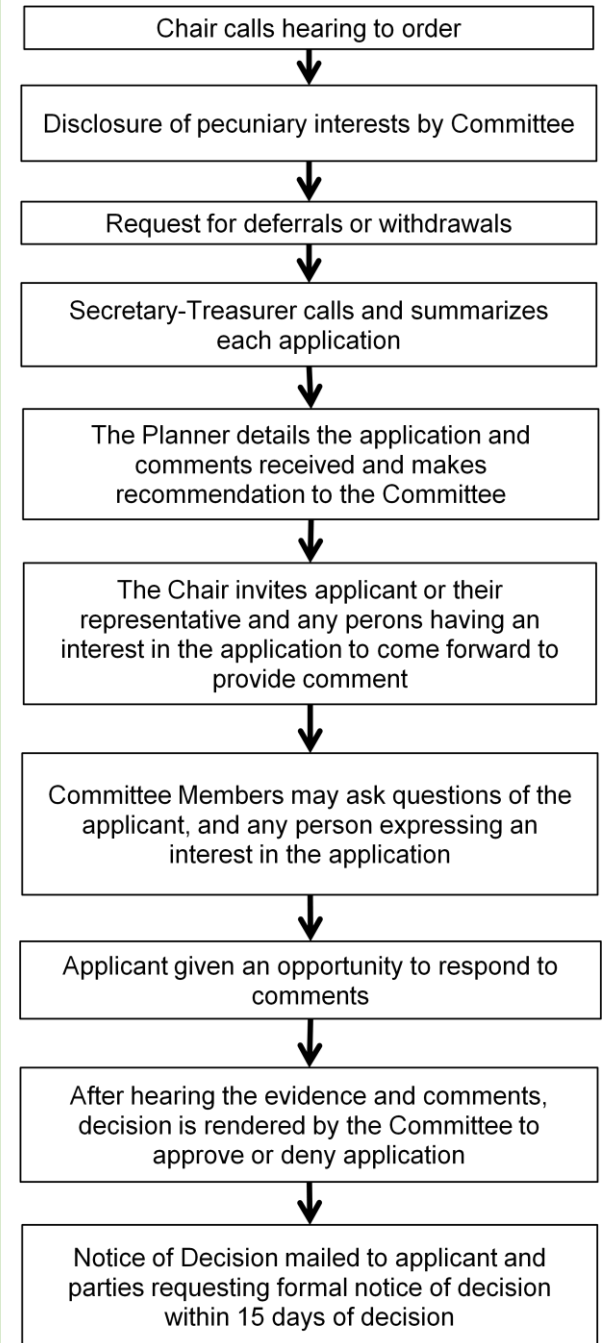 Chair calls hearing to order
Disclosure of pecuniary interests by Committee
Request for deferrals or withdrawals
Secretary-Treasurer calls and summarizes
each application
The Planner details the application and
comments received and makes
recommendation to the Committee
The Chair invites applicant or their
representative and any perons having an
interest in the application to come forward to
provide comment
Committee Members may ask questions of the
applicant, and any person expressing an
interest in the application
Applicant given an opportunity to respond to
comments
After hearing the evidence and comments,
decision is rendered by the Committee to
approve or deny application
Notice of Decision mailed to applicant and
parties requesting formal notice of decision
within 15 days of decision